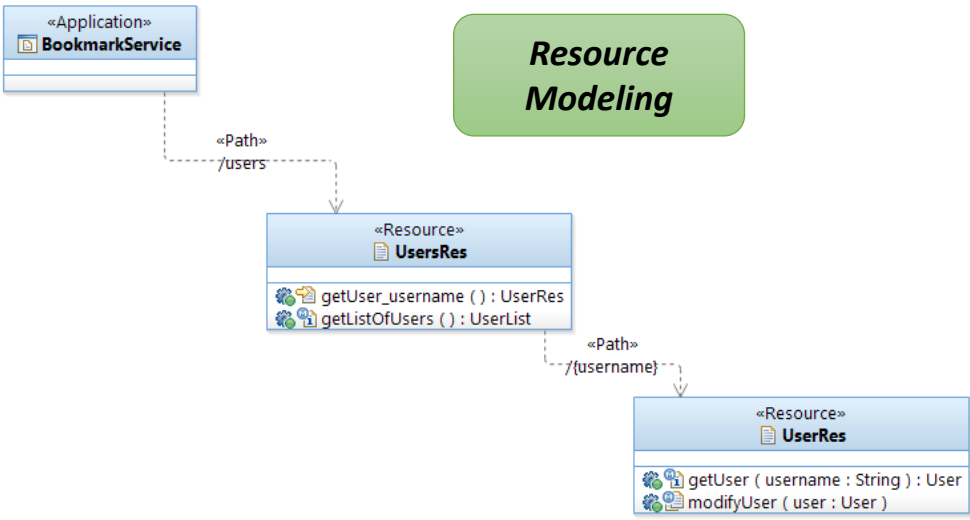 «Application»
BookmarkService
Resource
Modeling
«Path»
/users
«Resource»
UsersRes
getUser_username ( ) : UserRes
getListOfUsers ( ) : UserList
«Path»
/{username}
«Resource»
UserRes
getUser ( username : String ) : User
modifyUser ( user : User )